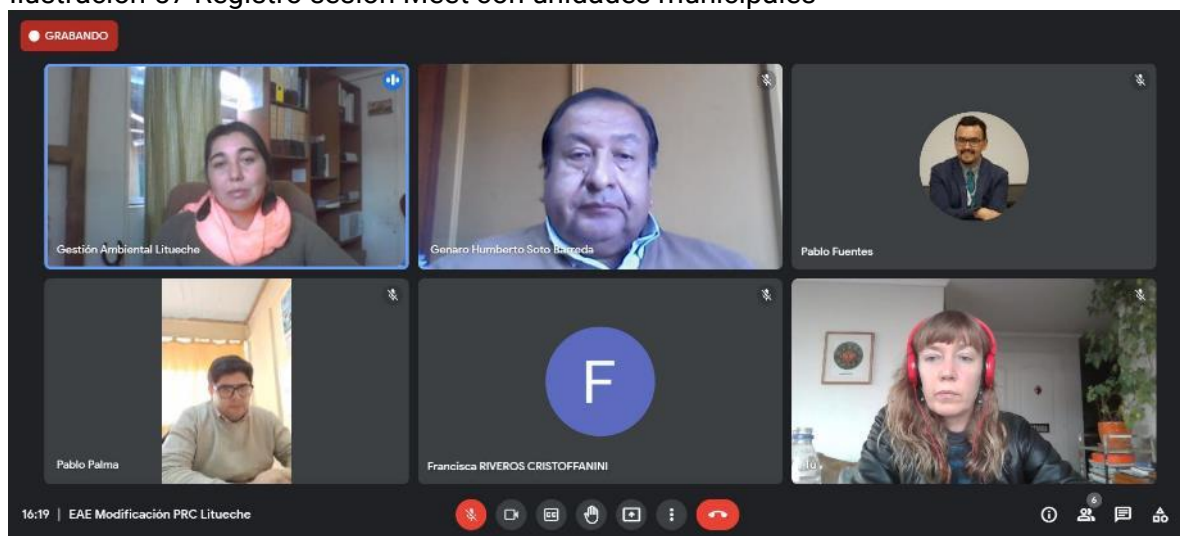 Ilustración 37 Registro sesión Meet con unidades municipales
GRABANDO
Gestión Ambiental Litueche
Genaro Humberto Soto Barreda
Pablo Fuentes
Pablo Palma
F
Francisca RIVEROS CRISTOFFANINI
Tú
16:19 | EAE Modificación PRC Litueche
6